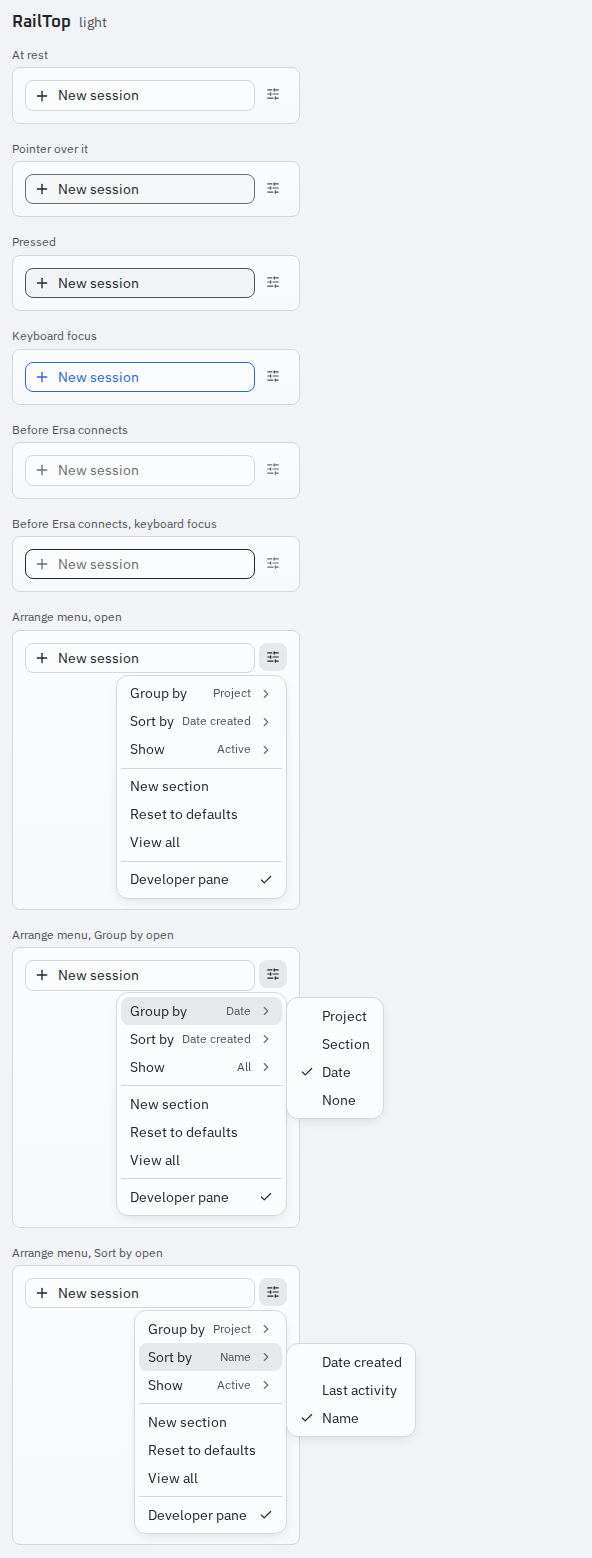 RailTop light
At rest
New session
Pointer over it
New session
Pressed
New session
Keyboard focus
New session
Before Ersa connects
New session
Before Ersa connects, keyboard focus
New session
Arrange menu, open
New session
Group by Project
Sort by Date created
Show Active
New section
Reset to defaults
View all
Developer pane
Arrange menu, Group by open
New session
Group by Date
Project
Sort by Date created
Section
Show All
Date
None
New section
Reset to defaults
View all
Developer pane
Arrange menu, Sort by open
New session
Group by Project
Sort by Name
Date created
Show Active
Last activity
Name
New section
Reset to defaults
View all
Developer pane